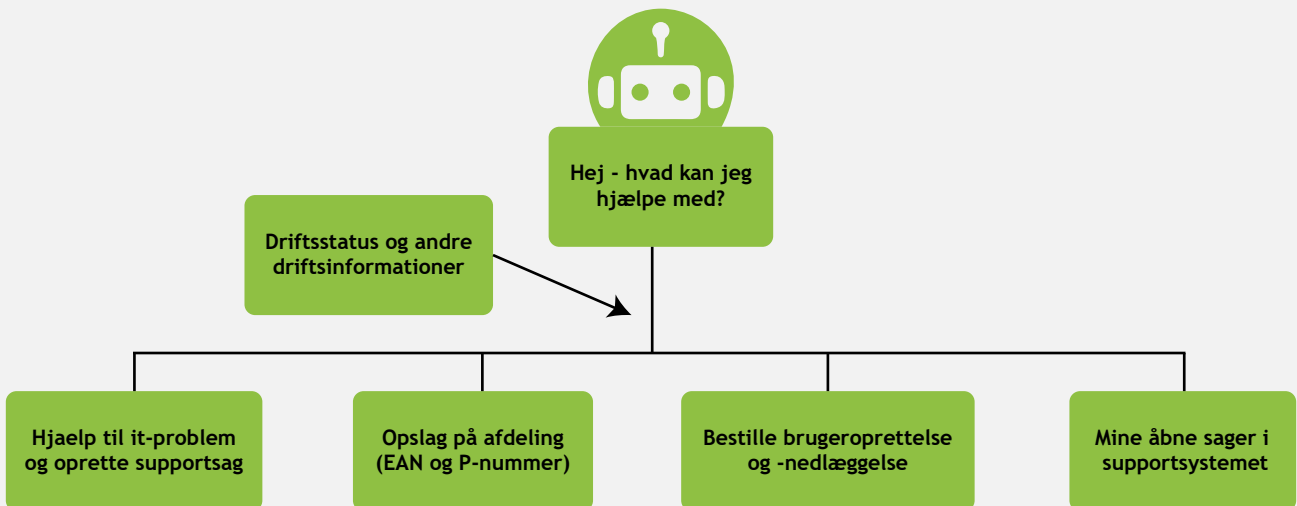 Hej - hvad kan jeg
hjælpe med?
Driftsstatus og andre
driftsinformationer
Hjaelp til it-problem
og oprette supportsag
Opslag på afdeling
(EAN og P-nummer)
Bestille brugeroprettelse
og -nedlæggelse
Mine åbne sager i
supportsystemet